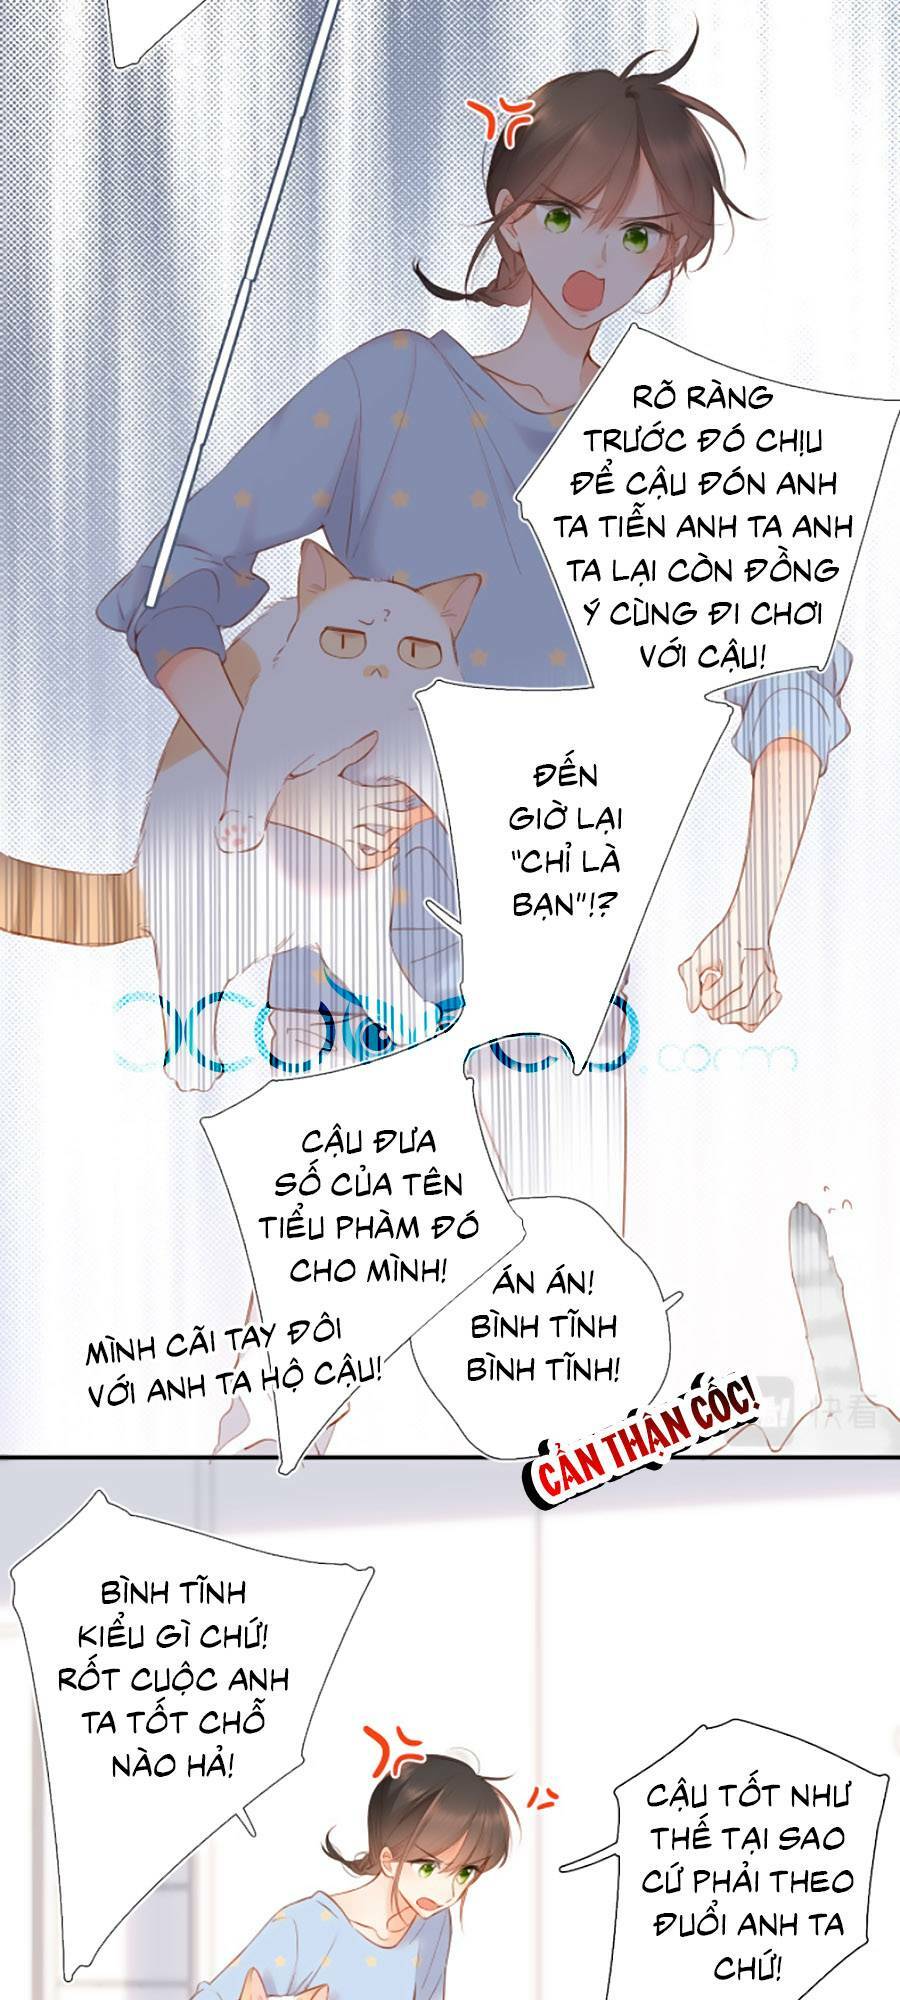 RÕ RÀNG
TRƯỚC ĐÓ CHỊU
ĐỂ CẬU ĐÓN ANH
TA TIỄN ANH TA ANH
TA LẠI CÒN ĐỒNG
Ý CÙNG ĐI CHƠI
VỚI CẬU!
ĐẾN
GIỜ LẠI
"CHỈ LÀ
BẠN"!?
.com
CẬU ĐƯA
SỐ CỦA TÊN
TIỂU PHÀM ĐÓ
CHO MÌNH!
MÌNH CÃI TAY ĐÔI
VỚI ANH TA HỘ CẬU!
ÁN ÁN!
BÌNH TĨNH
BÌNH TĨNH!
CẨN THẬN CỐC!
快看
BÌNH TĨNH
KIỂU GÌ CHỨ!
RỐT CUỘC ANH
TA TỐT CHỖ
NÀO HẢ!
CẬU TỐT NHƯ
THẾ TẠI SAO
CỨ PHẢI THEO
ĐUỔI ANH TA
CHỨ!